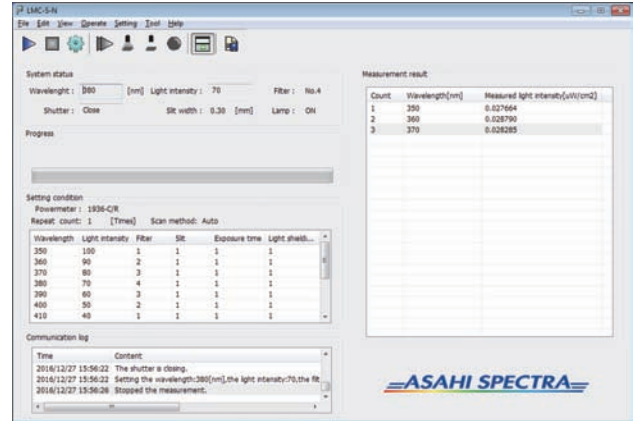 LMC-S-N
File Edit View Operate Setting Tool Help
System status
Wavelenght : 380 [nm] Light intensity : 70 Filter : No.4
Shutter : Close Slit width : 0.30 [mm] Lamp : ON
Progress
Setting condition
Powermeter : 1936-C/R
Repeat count: 1 [Times] Scan method: Auto
Wavelength Light intensity Filter Slit Exposure time Light shieldi...
350 100 1 1 1 1
360 90 2 1 1 1
370 80 3 1 1 1
380 70 4 1 1 1
390 60 3 1 1 1
400 50 2 1 1 1
410 40 1 1 1 1
Communication log
Time Content
2016/12/27 15:56:22 The shutter is closing.
2016/12/27 15:56:22 Setting the wavelength:380[nm],the light intensity:70,the filt
2016/12/27 15:56:26 Stopped the measurement.
Measurement result
Count Wavelength[nm] Measured light intensity[uW/cm2]
1 350 0.027664
2 360 0.028790
3 370 0.028285
ASAHI SPECTRA